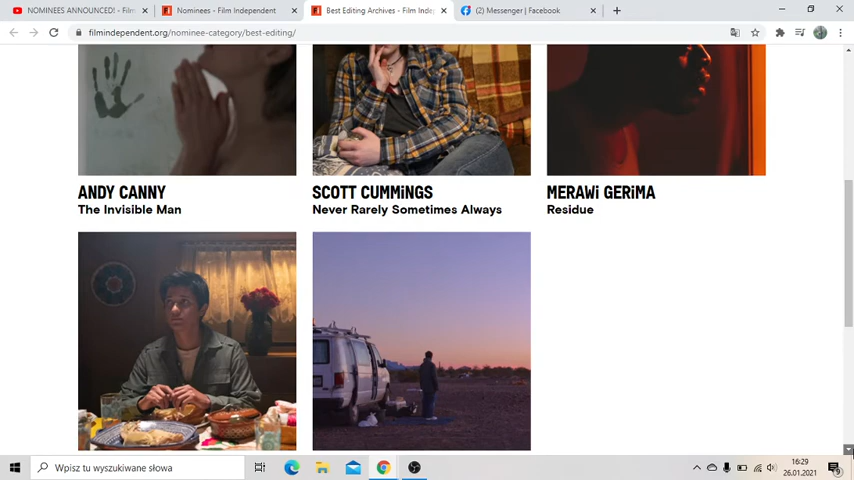 NOMINEES ANNOUNCED! - Film
Nominees - Film Independent
Best Editing Archives - Film Inde
(2) Messenger | Facebook
filmindependent.org/nominee-category/best-editing/
ANDY CANNY
The Invisible Man
SCOTT CUMMiNGS
Never Rarely Sometimes Always
MERAWi GERiMA
Residue
Wpisz tu wyszukiwane słowa
16:29
26.01.2021